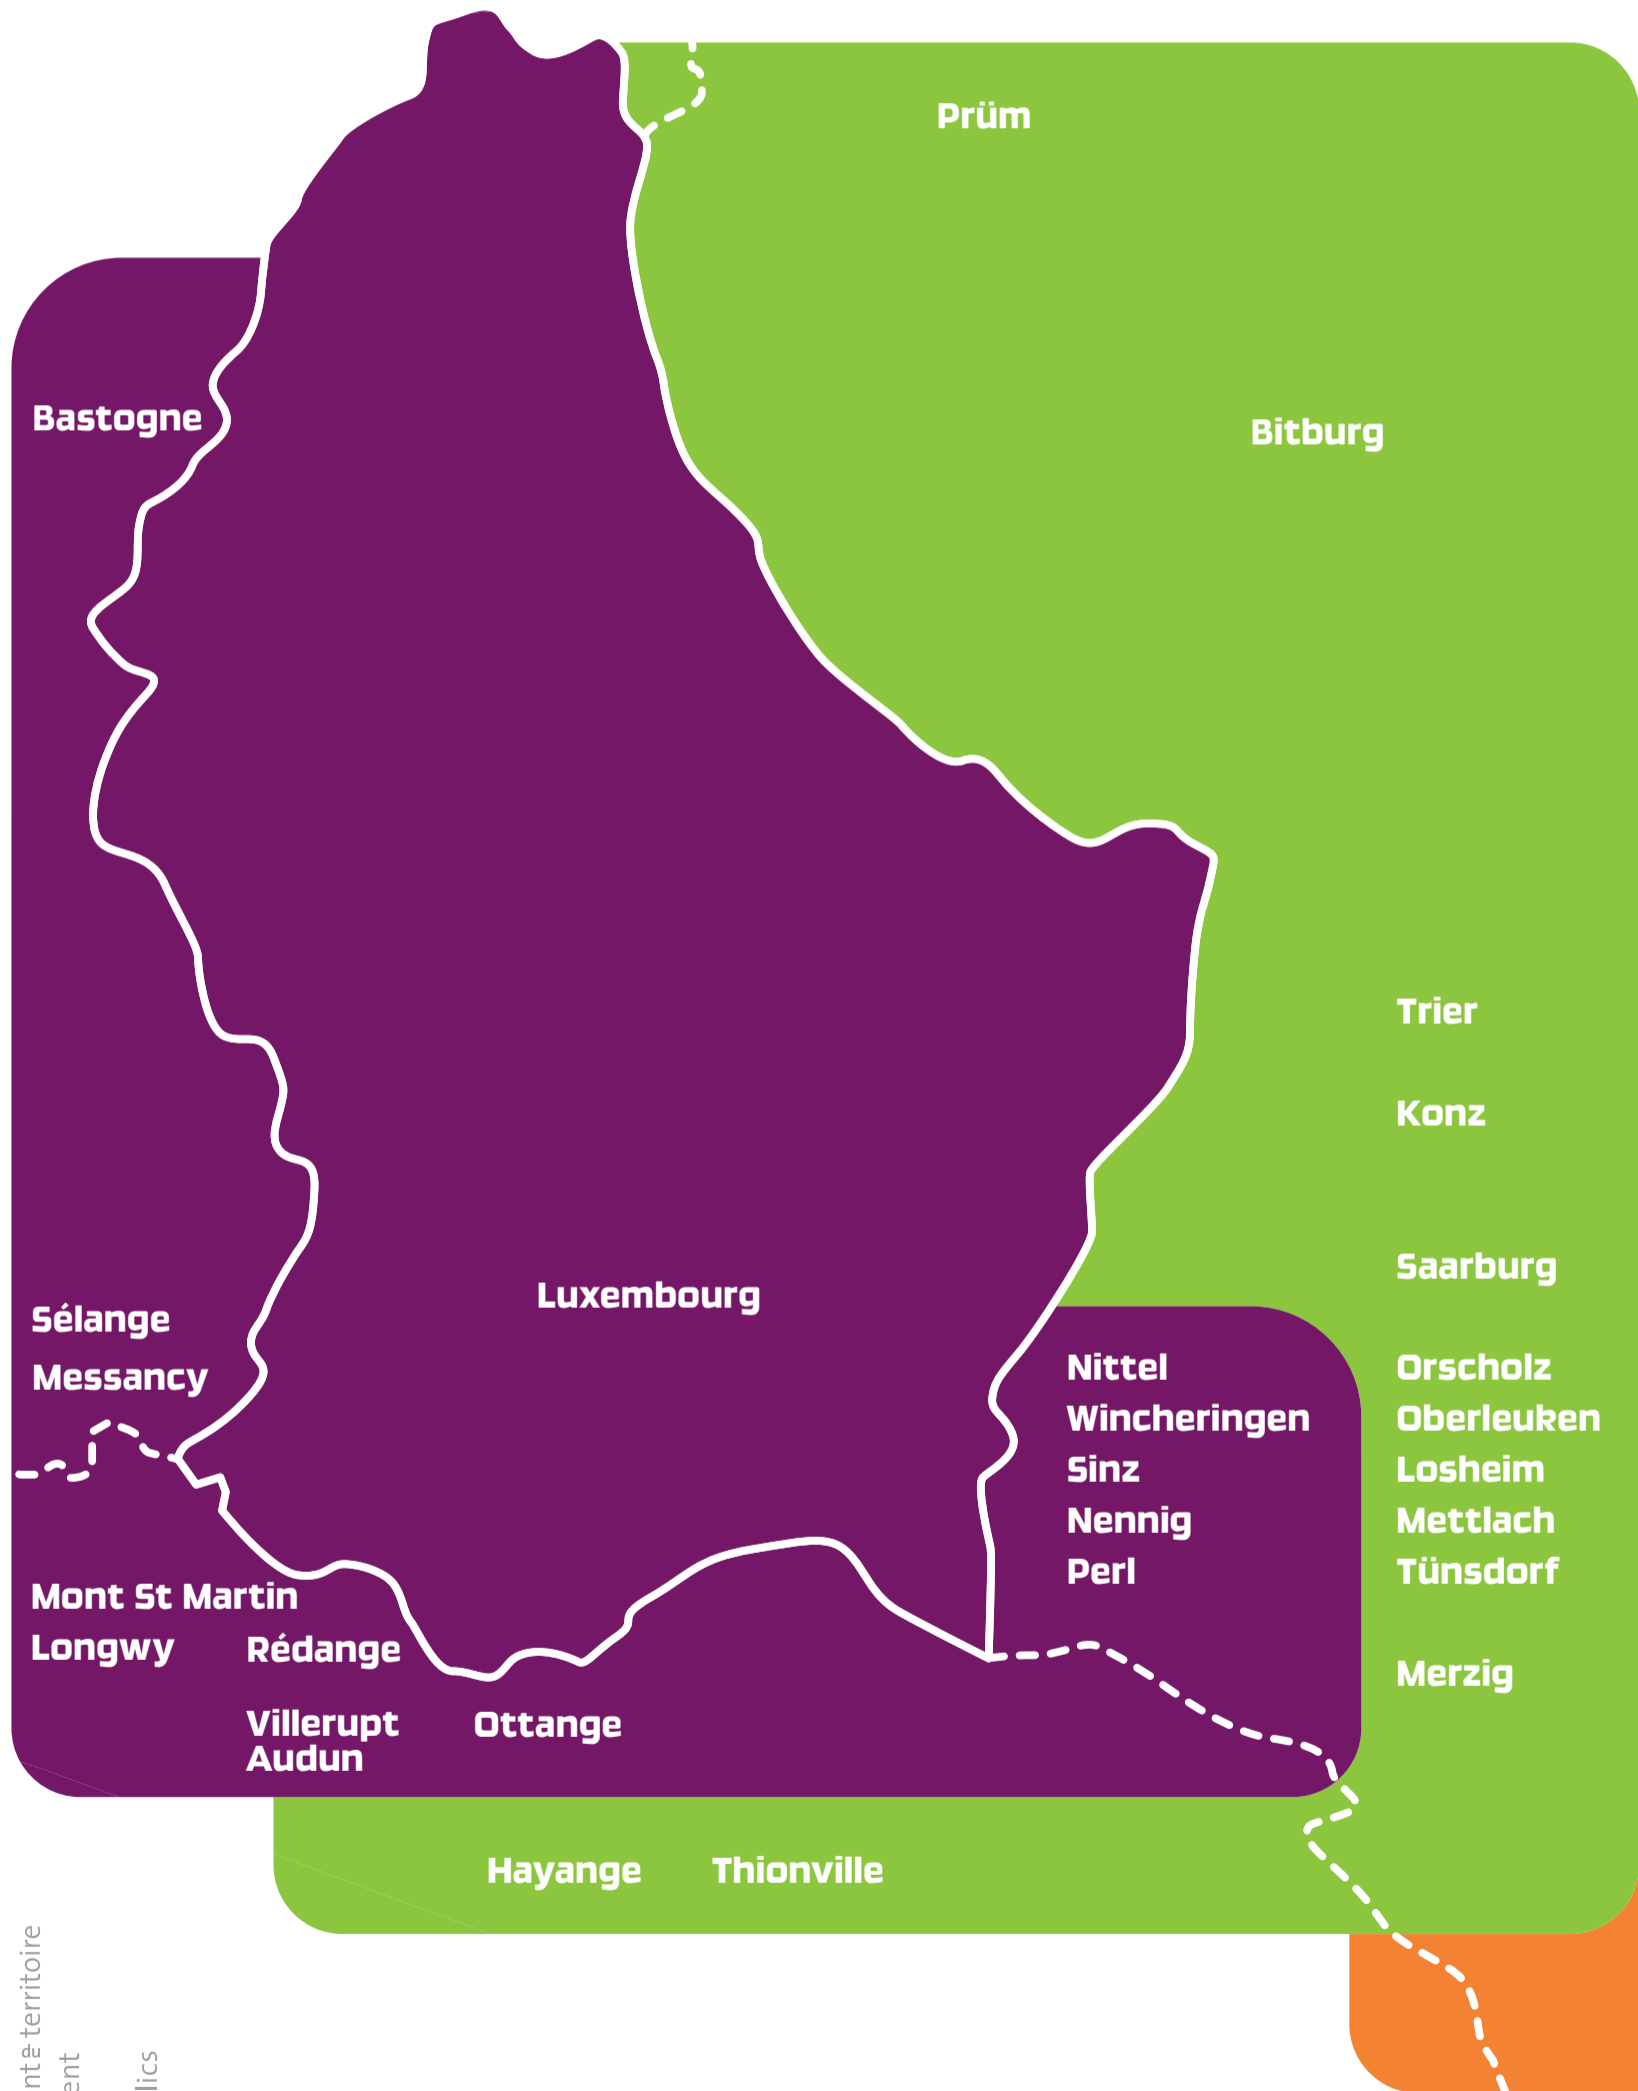 Prüm
Bastogne
Bitburg
Trier
Konz
Saarburg
Luxembourg
Sélange
Messancy
Nittel
Wincheringen
Sinz
Nennig
Perl
Orscholz
Oberleuken
Losheim
Mettlach
Tünsdorf
Merzig
Mont St Martin
Longwy
Rédange
Villerupt
Audun
Ottange
Hayange
Thionville
territoire